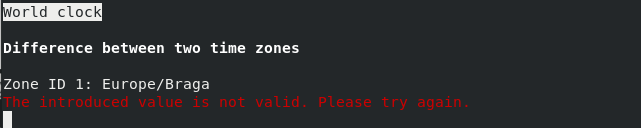 World clock
Difference between two time zones
Zone ID 1: Europe/Braga
The introduced value is not valid. Please try again.